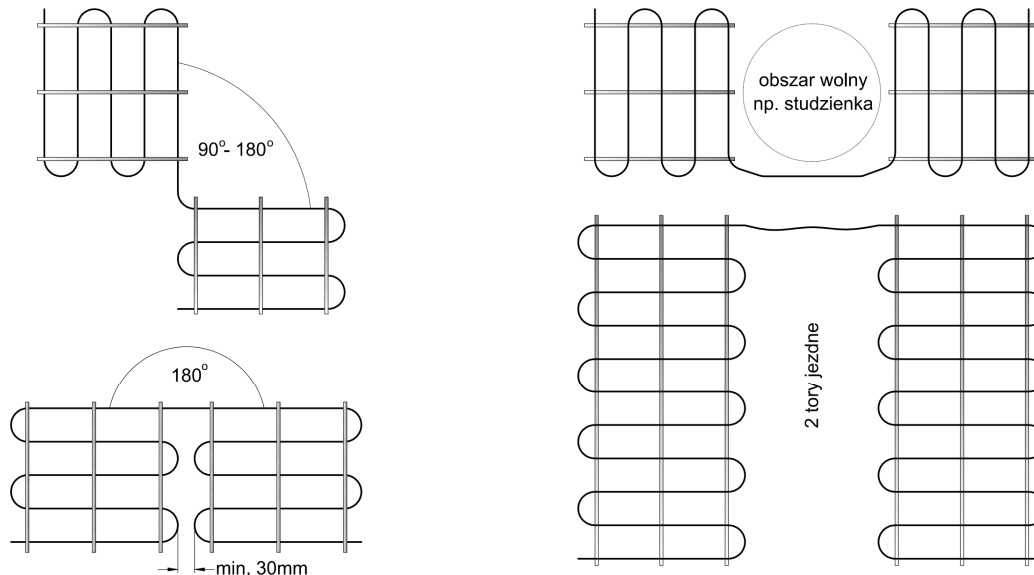 90°- 180°
180°
min. 30mm
obszar wolny
np. studzienka
2 tory jezdne